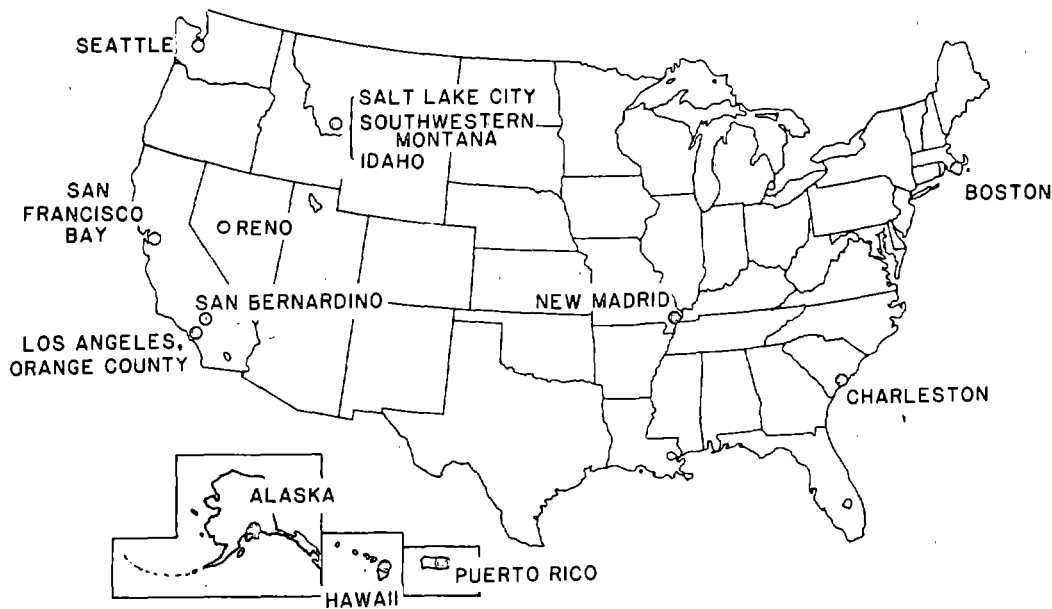 SEATTLE
SALT LAKE CITY
SOUTHWESTERN
MONTANA
IDAHO
SAN
FRANCISCO
BAY
RENO
BOSTON
SAN BERNARDINO
NEW MADRID
LOS ANGELES,
ORANGE COUNTY
CHARLESTON
ALASKA
PUERTO RICO
HAWAII